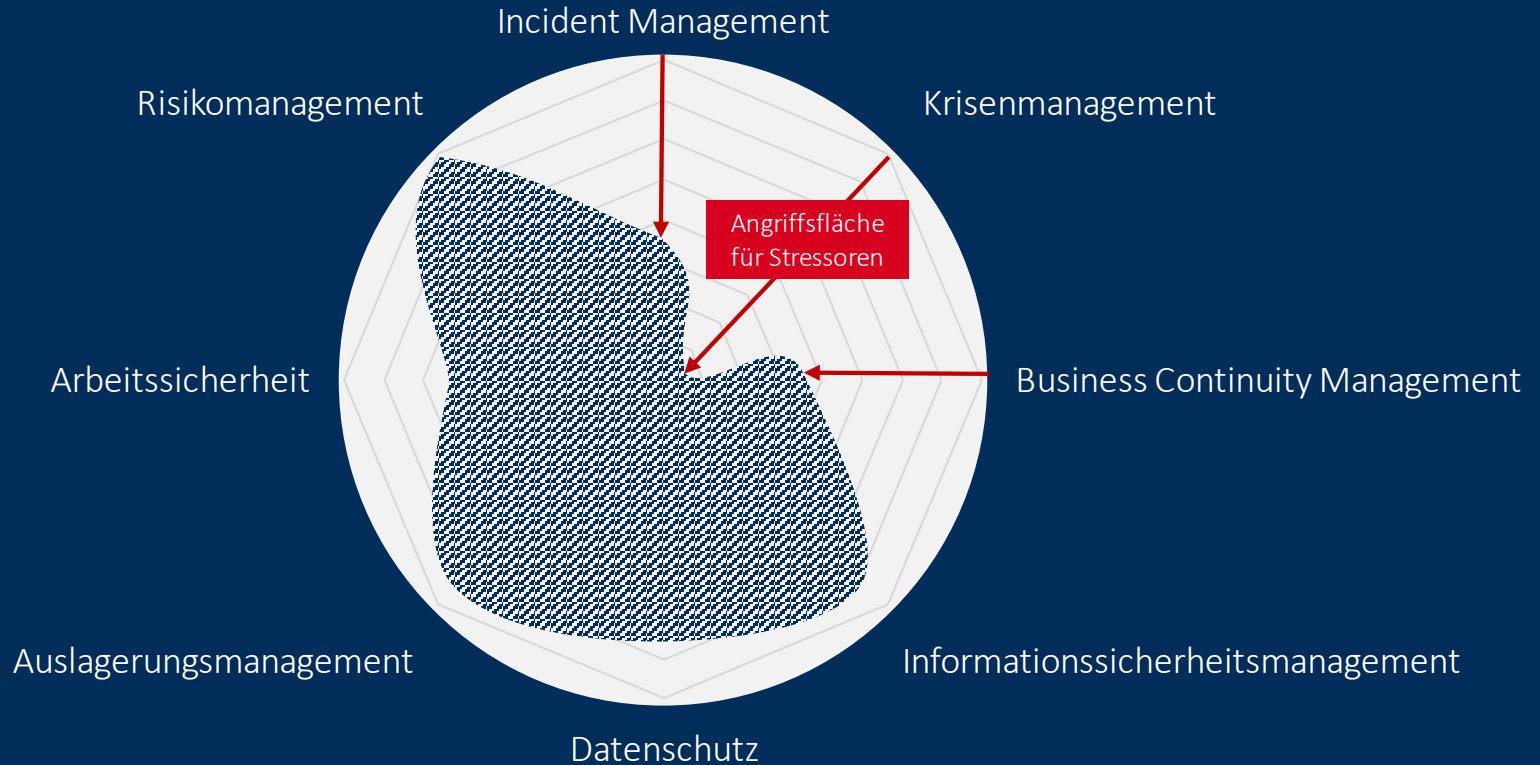 Incident Management
Risikomanagement
Krisenmanagement
Angriffsfläche
für Stressoren
Arbeitssicherheit
Business Continuity Management
Auslagerungsmanagement
Informationssicherheitsmanagement
Datenschutz